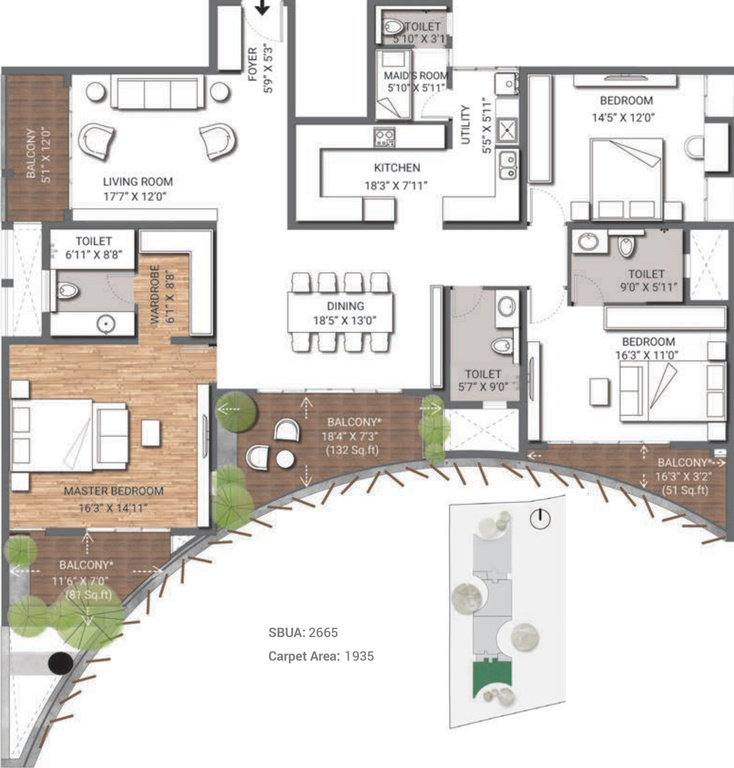 TOILET
5'10" X 3'11
FOYER
5'9" X 5'3"
MAID'S ROOM
5'10" X 5'11"
UTILITY
5'5" X 5'11"
BEDROOM
14'5" X 12'0"
BALCONY
5'1" X 12'0"
LIVING ROOM
17'7" X 12'0"
KITCHEN
18'3" X 7'11"
TOILET
6'11" X 8'8"
WARDROBE
6'1" X 8'8"
TOILET
9'0" X 5'11"
DINING
18'5" X 13'0"
BEDROOM
16'3" X 11'0"
TOILET
5'7" X 9'0"
BALCONY*
18'4" X 7'3"
(132 Sq.ft)
BALCONY*
16'3" X 3'2"
(51 Sq.ft)
MASTER BEDROOM
16'3" X 14'11"
BALCONY*
11'6" X 7'0"
(81 Sq.ft)
SBUA: 2665
Carpet Area: 1935